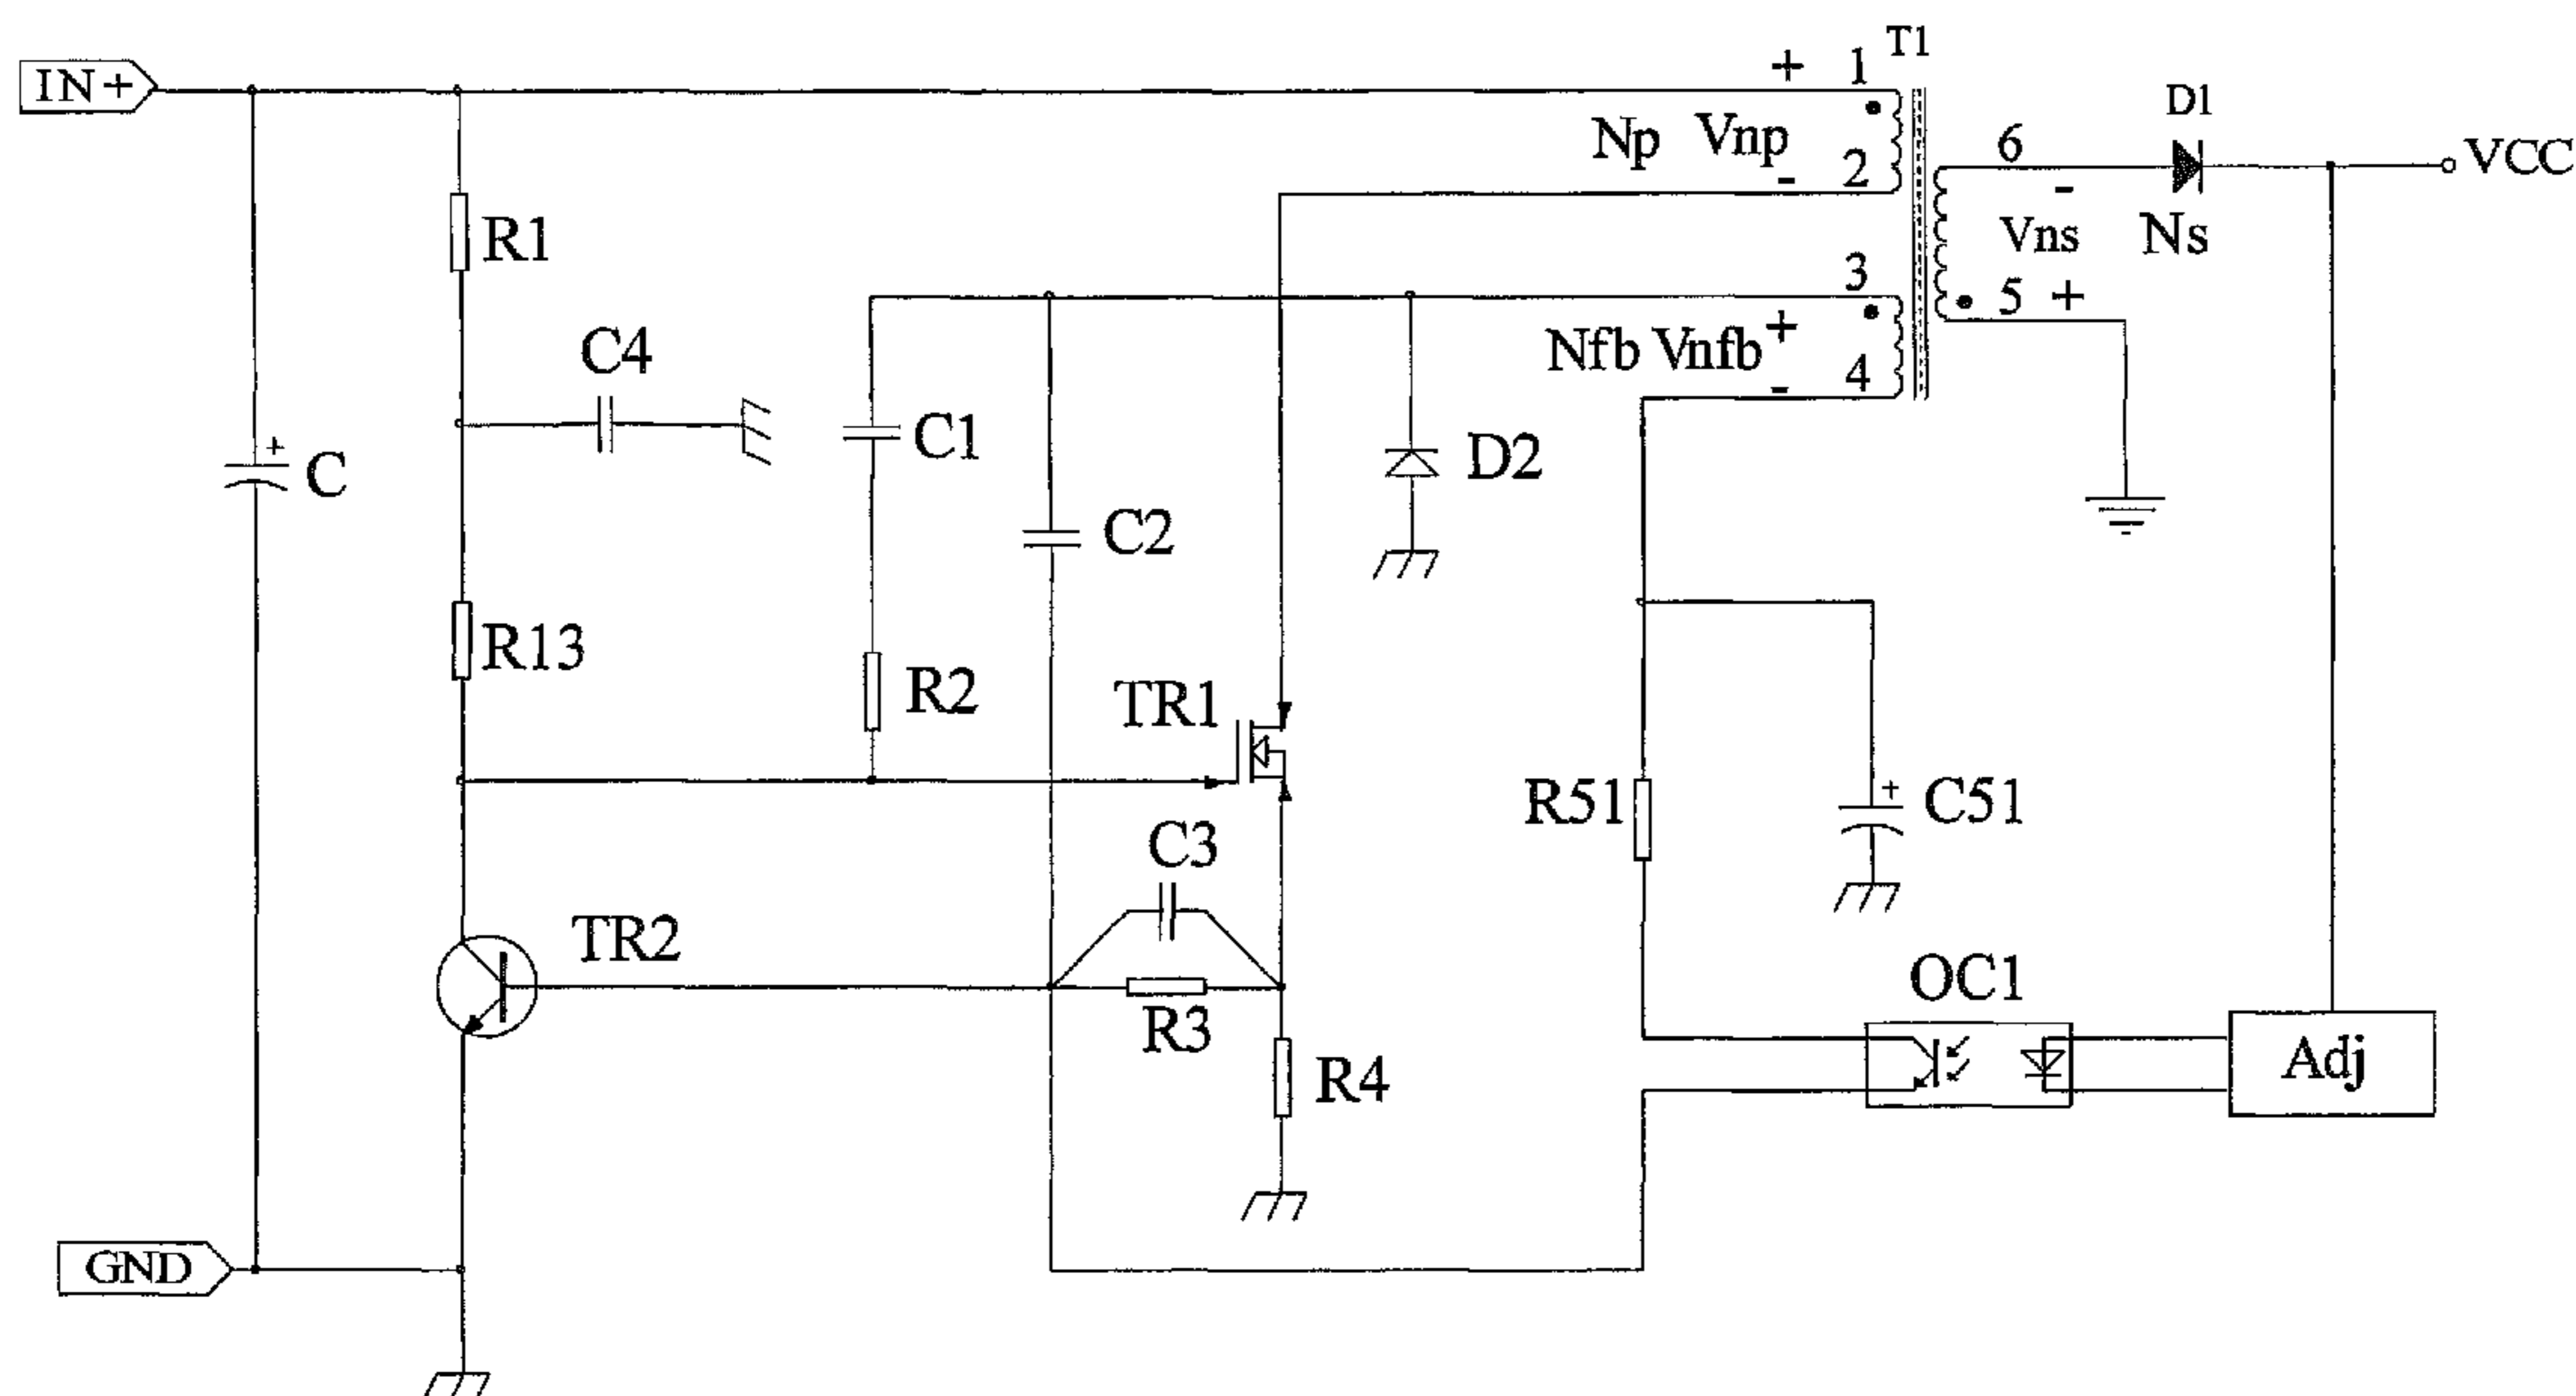 T1
IN+
+ 1
Np Vnp
- 2
D1
6
-
VCC
Vns Ns
5 +
R1
3
Nfb Vnfb +
- 4
C4
C1
D2
+
C
C2
R13
R2
TR1
R51
+
C51
C3
TR2
OC1
R3
R4
Adj
GND